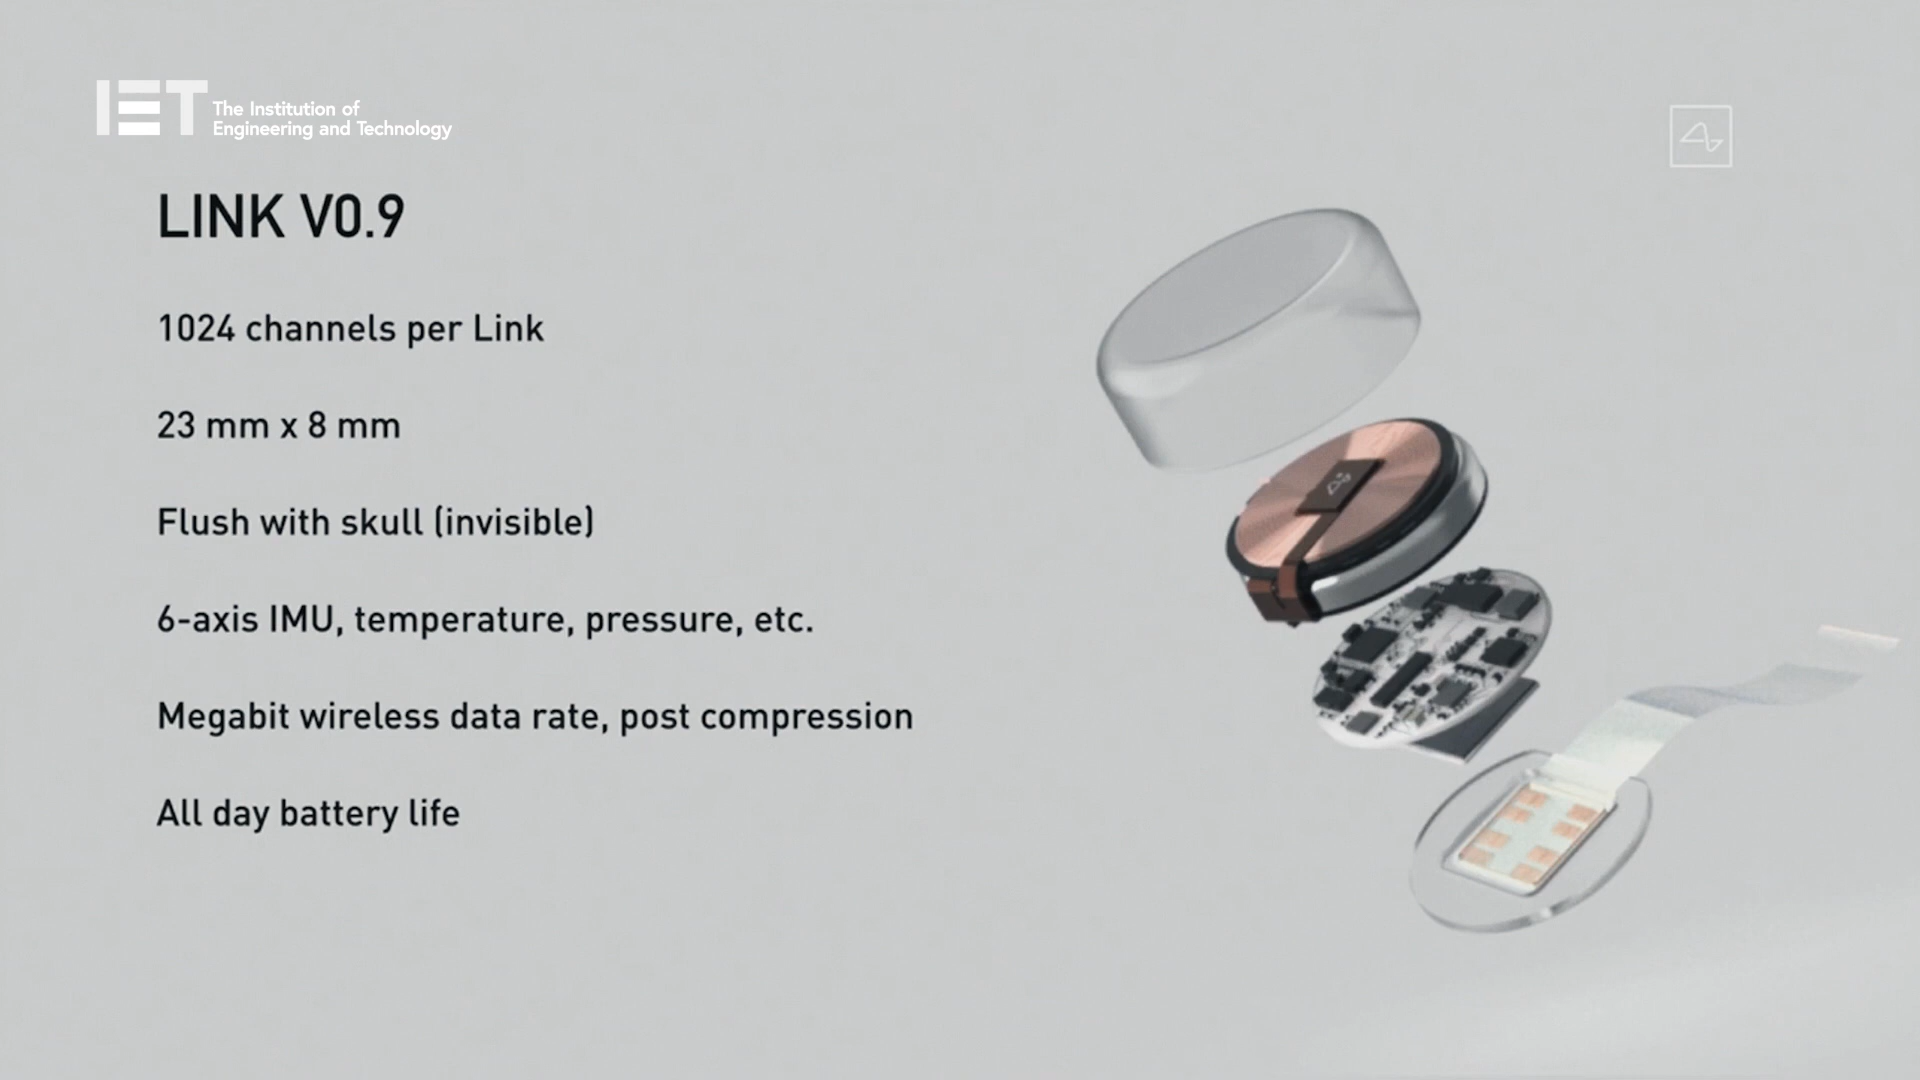 IET The Institution of
Engineering and Technology
LINK V0.9
1024 channels per Link
23 mm x 8 mm
Flush with skull (invisible)
6-axis IMU, temperature, pressure, etc.
Megabit wireless data rate, post compression
All day battery life